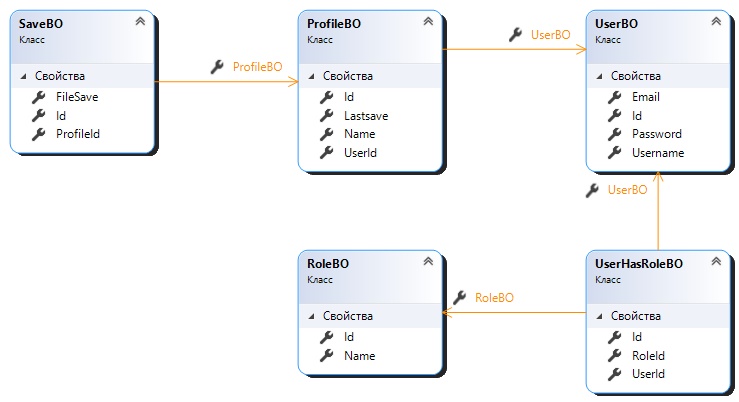 SaveBO
Класс
Свойства
FileSave
Id
ProfileId
ProfileBO
ProfileBO
Класс
Свойства
Id
Lastsave
Name
UserId
UserBO
UserBO
Класс
Свойства
Email
Id
Password
Username
UserBO
RoleBO
Класс
Свойства
Id
Name
RoleBO
UserHasRoleBO
Класс
Свойства
Id
RoleId
UserId